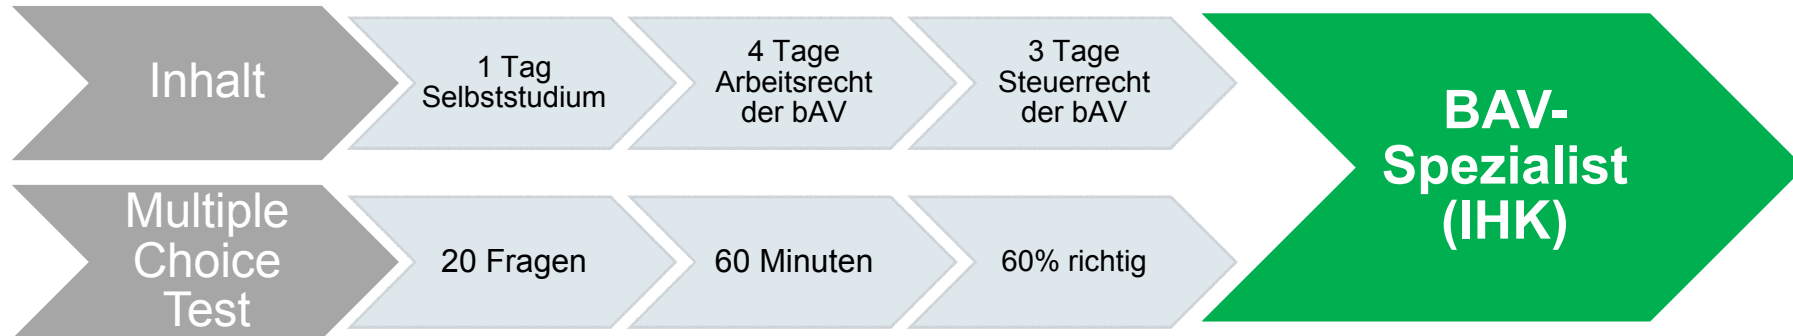 Inhalt
1 Tag
Selbststudium
4 Tage
Arbeitsrecht
der bAV
3 Tage
Steuerrecht
der bAV
BAV-
Spezialist
(IHK)
Multiple
Choice
Test
20 Fragen
60 Minuten
60% richtig